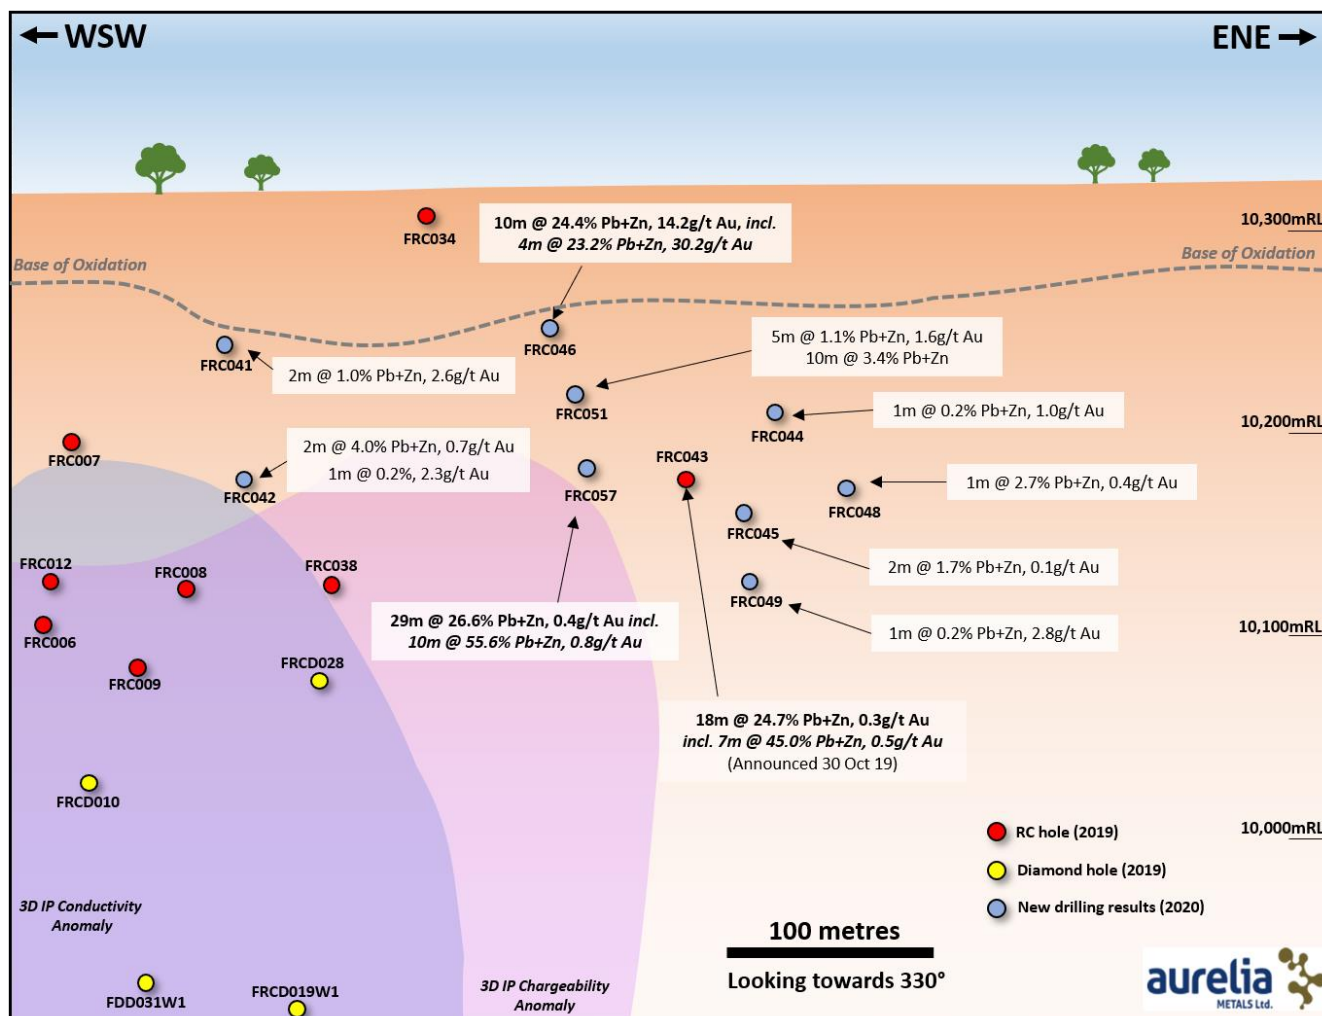 ← WSW
ENE →
10,300mRL
FRC034
10m @ 24.4% Pb+Zn, 14.2g/t Au, incl.
4m @ 23.2% Pb+Zn, 30.2g/t Au
Base of Oxidation
Base of Oxidation
FRC046
FRC041
5m @ 1.1% Pb+Zn, 1.6g/t Au
10m @ 3.4% Pb+Zn
2m @ 1.0% Pb+Zn, 2.6g/t Au
FRC051
1m @ 0.2% Pb+Zn, 1.0g/t Au
10,200mRL
FRC044
FRC007
2m @ 4.0% Pb+Zn, 0.7g/t Au
1m @ 0.2%, 2.3g/t Au
FRC043
FRC042
FRC057
1m @ 2.7% Pb+Zn, 0.4g/t Au
FRC048
FRC045
FRC012
FRC008
FRC038
2m @ 1.7% Pb+Zn, 0.1g/t Au
FRC049
29m @ 26.6% Pb+Zn, 0.4g/t Au incl.
10m @ 55.6% Pb+Zn, 0.8g/t Au
1m @ 0.2% Pb+Zn, 2.8g/t Au
10,100mRL
FRC006
FRC009
FRCD028
18m @ 24.7% Pb+Zn, 0.3g/t Au
incl. 7m @ 45.0% Pb+Zn, 0.5g/t Au
(Announced 30 Oct 19)
FRCD010
10,000mRL
RC hole (2019)
Diamond hole (2019)
New drilling results (2020)
3D IP Conductivity
Anomaly
100 metres
Looking towards 330°
FDD031W1
FRCD019W1
3D IP Chargeability
Anomaly
aurelia
METALS Ltd.